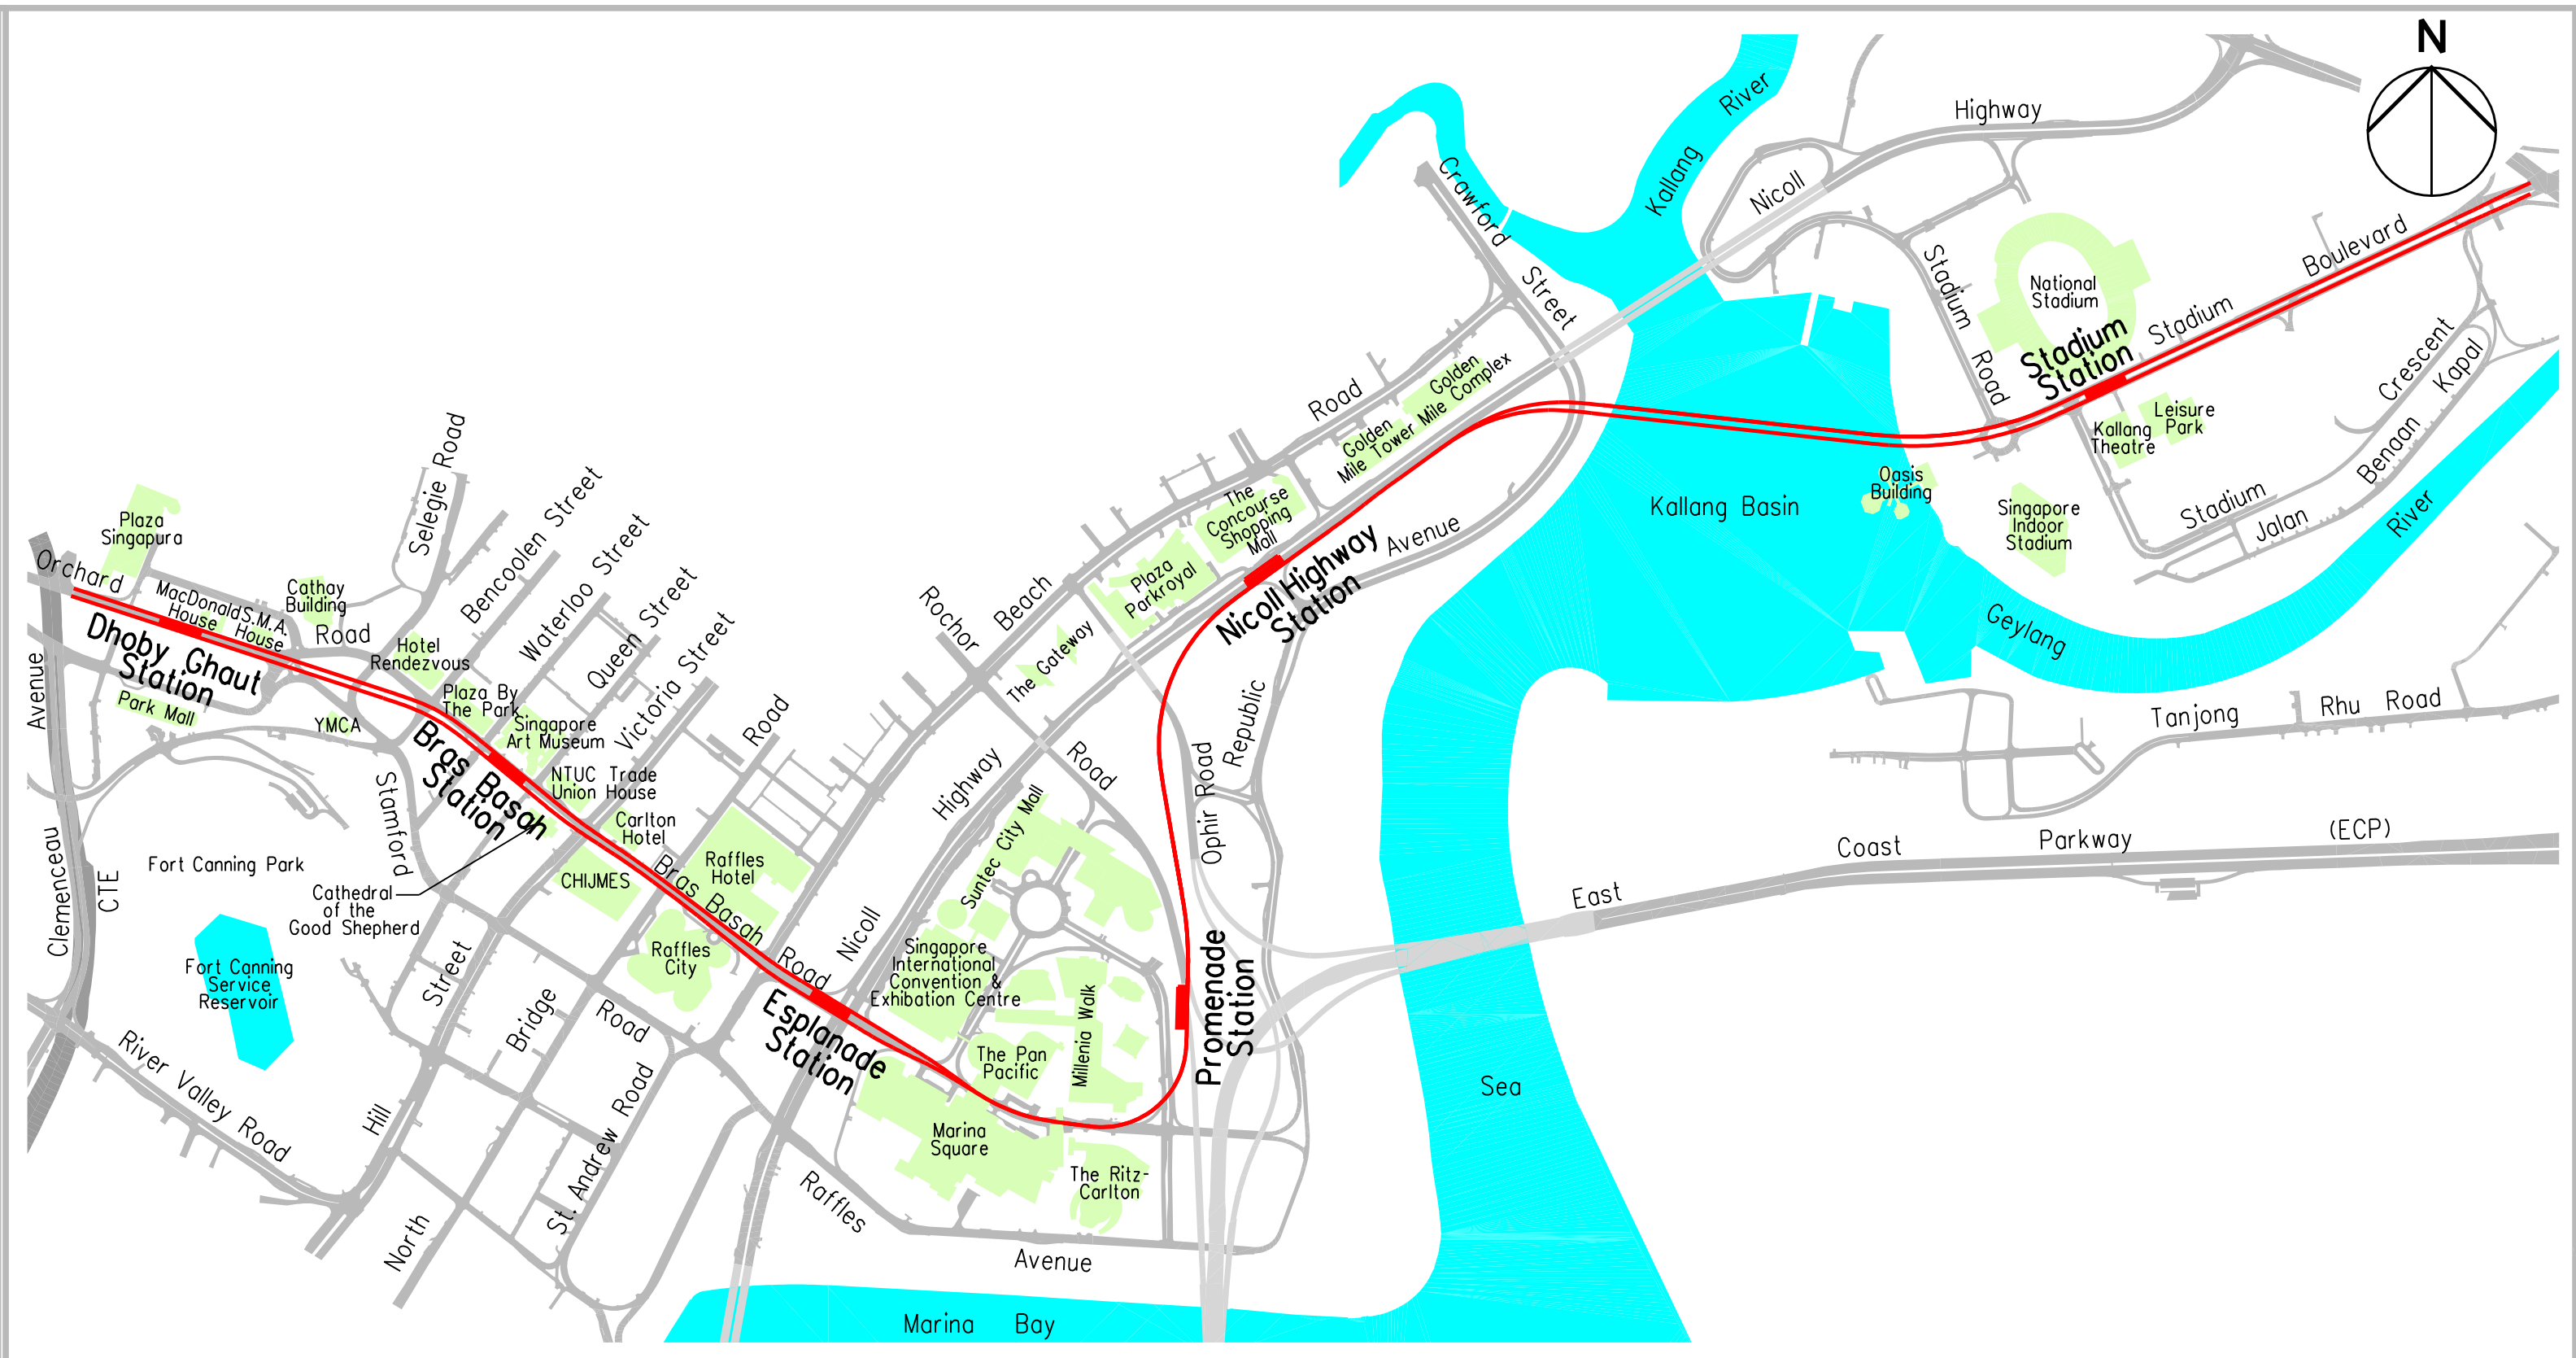 N
Highway
River
Kallang
Nicoll
Crawford
Street
Boulevard
Stadium
Road
National
Stadium
Stadium
Stadium
Station
Crescent
Kapal
Benaan
Jalan
Stadium
River
Geylang
Leisure
Park
Kallang
Theatre
Oasis
Building
Singapore
Indoor
Stadium
Kallang Basin
Road
Golden
Mile Complex
Golden
Mile Tower
The
Concourse
Shopping
Mall
Plaza
Parkroyal
Nicoll Highway
Station
Avenue
Republic
Beach
Rochor
The Gateway
Road
Highway
Nicoll
Ophir Road
Selegie Road
Bencoolen Street
Waterloo Street
Queen Street
Victoria Street
Road
Plaza
Singapura
Orchard
MacDonald
House
S.M.A.
House
Cathay
Building
Road
Hotel
Rendezvous
Dhoby Ghaut
Station
Park Mall
YMCA
Plaza By
The Park
Singapore
Art Museum
NTUC Trade
Union House
Bras Basah
Station
Carlton
Hotel
CHIJMES
Raffles
Hotel
Bras Basah
Road
Raffles
City
Cathedral
of the
Good Shepherd
Fort Canning Park
Fort Canning
Service
Reservoir
Avenue
Clemenceau
CTE
Stamford
Road
River Valley Road
Hill
Street
North
Bridge
St. Andrew Road
Suntec City Mall
Singapore
International
Convention &
Exhibation Centre
Esplanade
Station
The Pan
Pacific
Millenia Walk
Promenade
Station
Marina
Square
The Ritz-
Carlton
Raffles
Avenue
Marina Bay
Sea
East
Coast
Parkway
(ECP)
Tanjong
Rhu Road